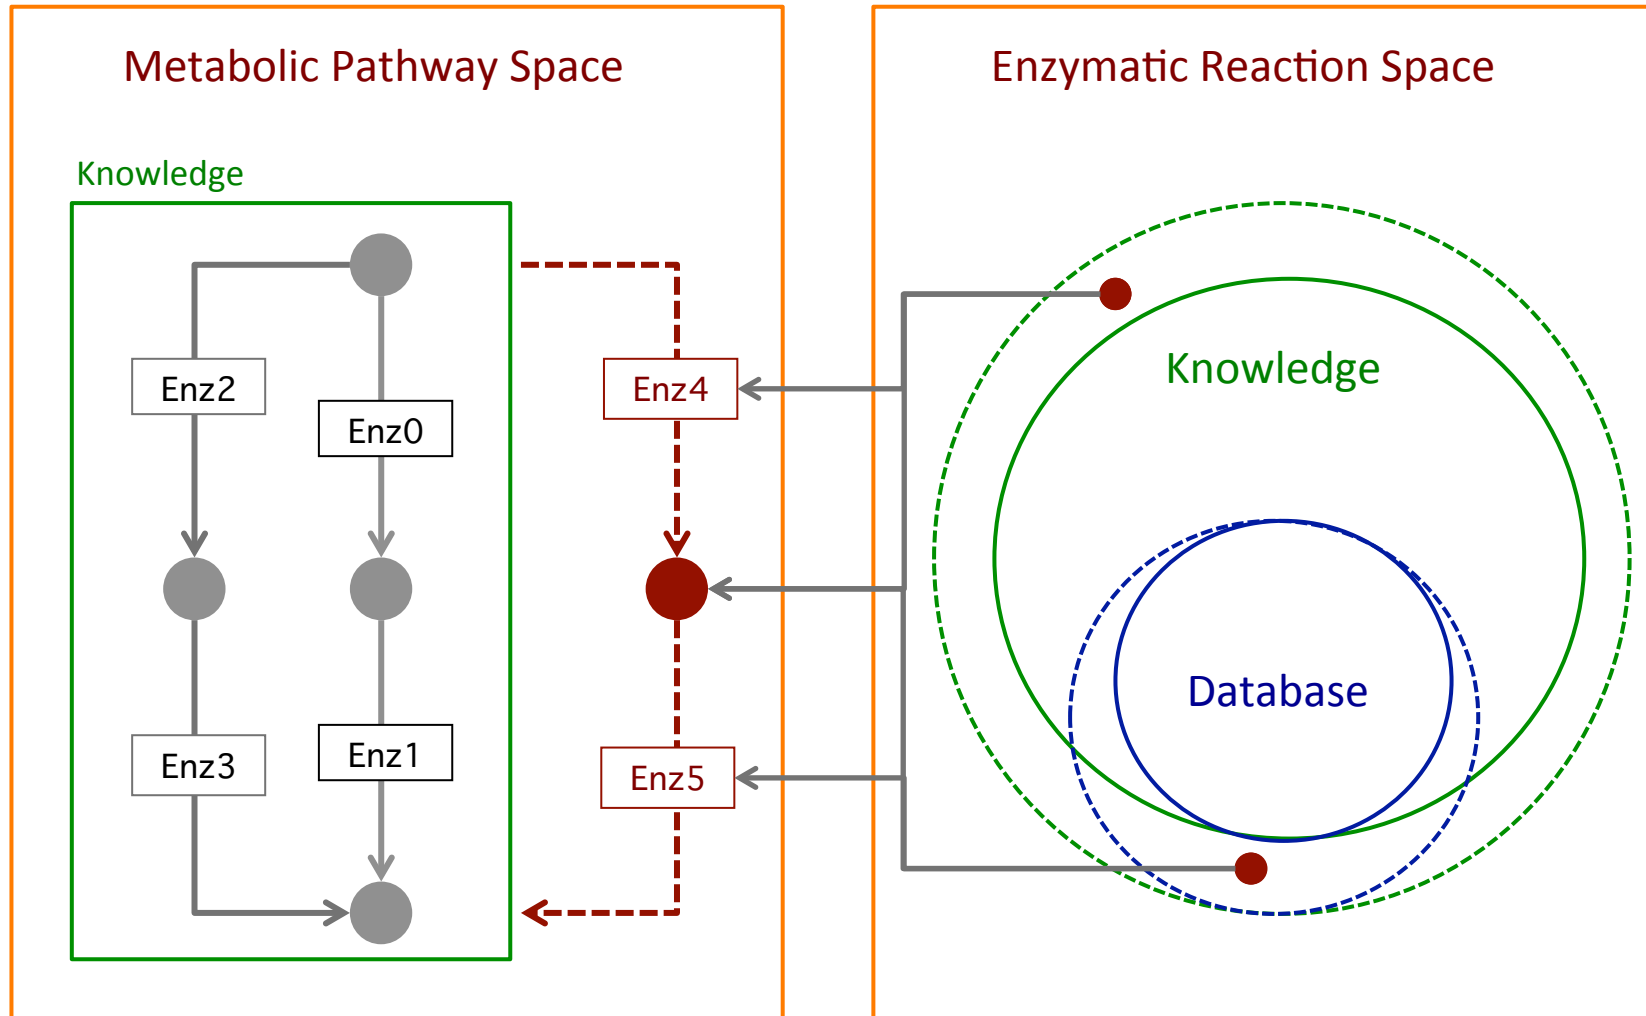 Metabolic Pathway Space
Knowledge
Enz2
Enz0
Enz4
Enz3
Enz1
Enz5
Enzymatic Reaction Space
Knowledge
Database